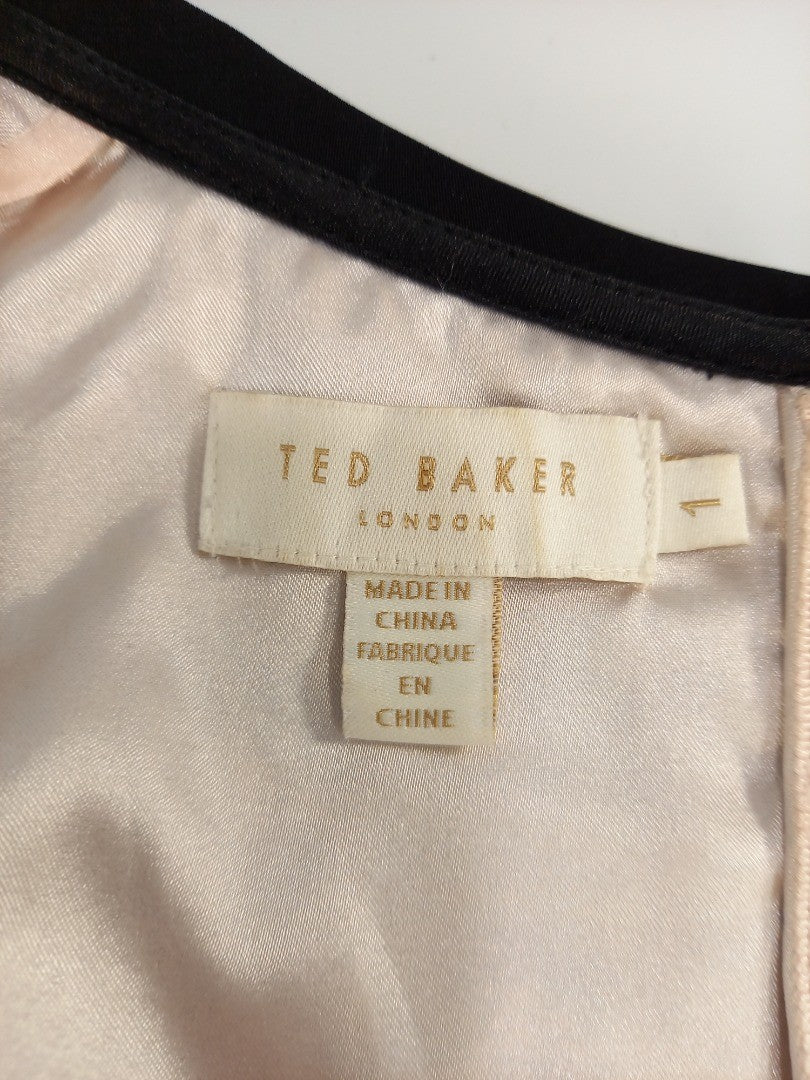 TED BAKER
LONDON
1
MADE IN
CHINA
FABRIQUE
EN
CHINE